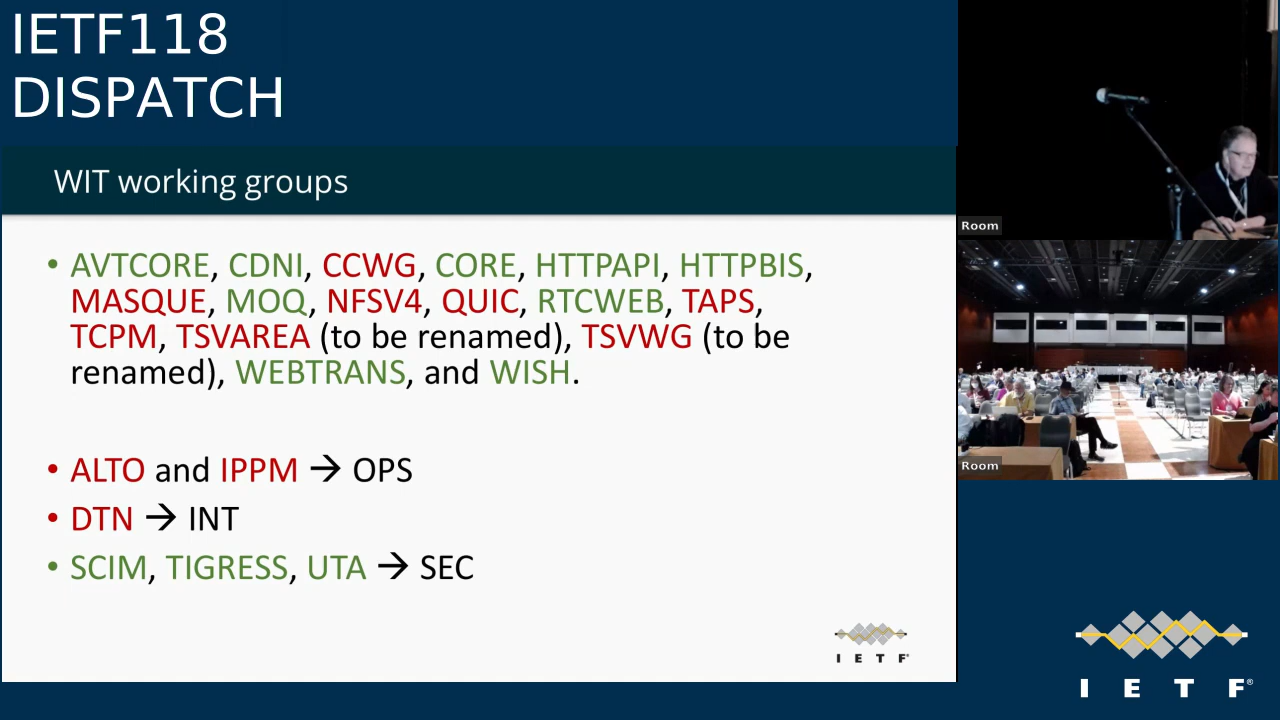 IETF118
DISPATCH
WIT working groups
• AVTCORE, CDNI, CCWG, CORE, HTTPAPI, HTTPBIS,
MASQUE, MOQ, NFSV4, QUIC, RTCWEB, TAPS,
TCPM, TSVAREA (to be renamed), TSVWG (to be
renamed), WEBTRANS, and WISH.
• ALTO and IPPM → OPS
• DTN → INT
• SCIM, TIGRESS, UTA → SEC
I E T F®
Room
Room
I E T F®